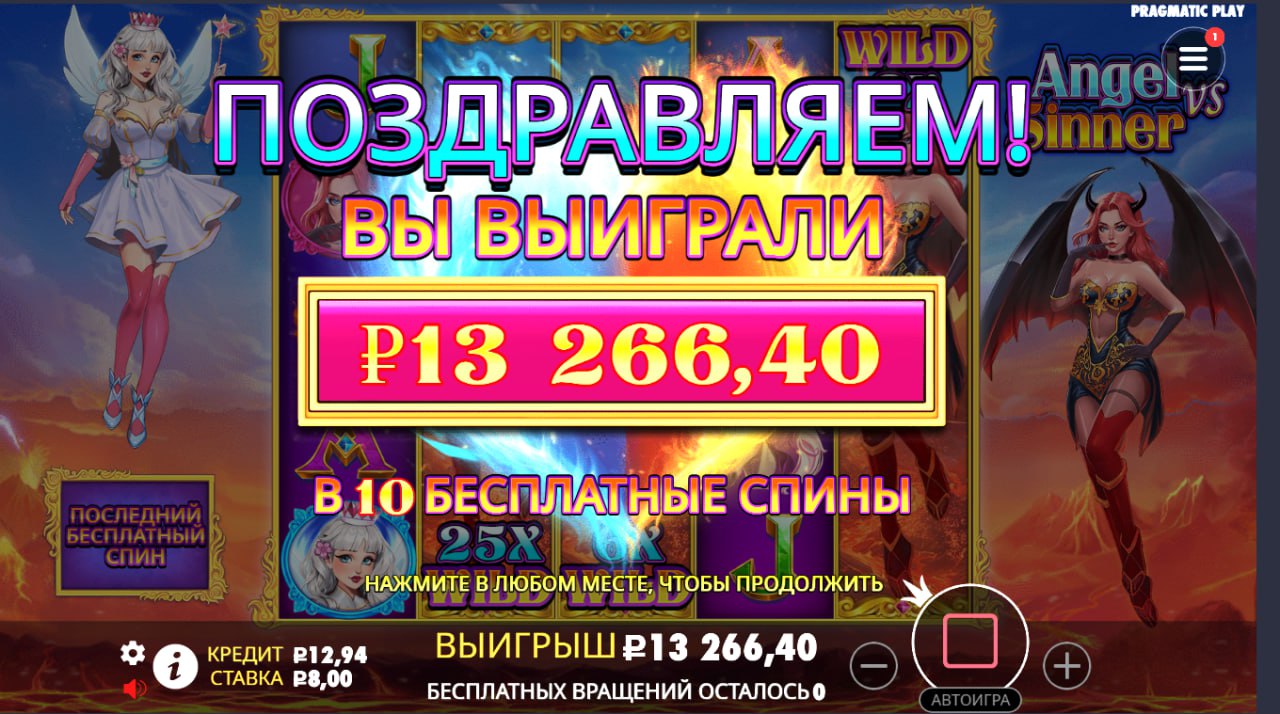 PRAGMATIC PLAY
1
WILD
Angel
vs
Sinner
ПОЗДРАВЛЯЕМ!
ВЫ ВЫИГРАЛИ
₽13 266,40
В 10 БЕСПЛАТНЫЕ СПИНЫ
ПОСЛЕДНИЙ
БЕСПЛАТНЫЙ
СПИН
25X 6X
J
WILD WILD
НАЖМИТЕ В ЛЮБОМ МЕСТЕ, ЧТОБЫ ПРОДОЛЖИТЬ
КРЕДИТ ₽12,94
СТАВКА ₽8,00
ВЫИГРЫШ ₽13 266,40
БЕСПЛАТНЫХ ВРАЩЕНИЙ ОСТАЛОСЬ 0
АВТОИГРА